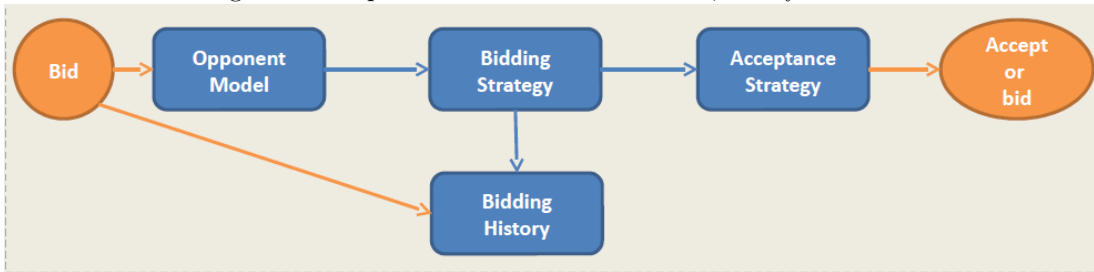 Bid
Opponent
Model
Bidding
Strategy
Acceptance
Strategy
Accept
or
bid
Bidding
History